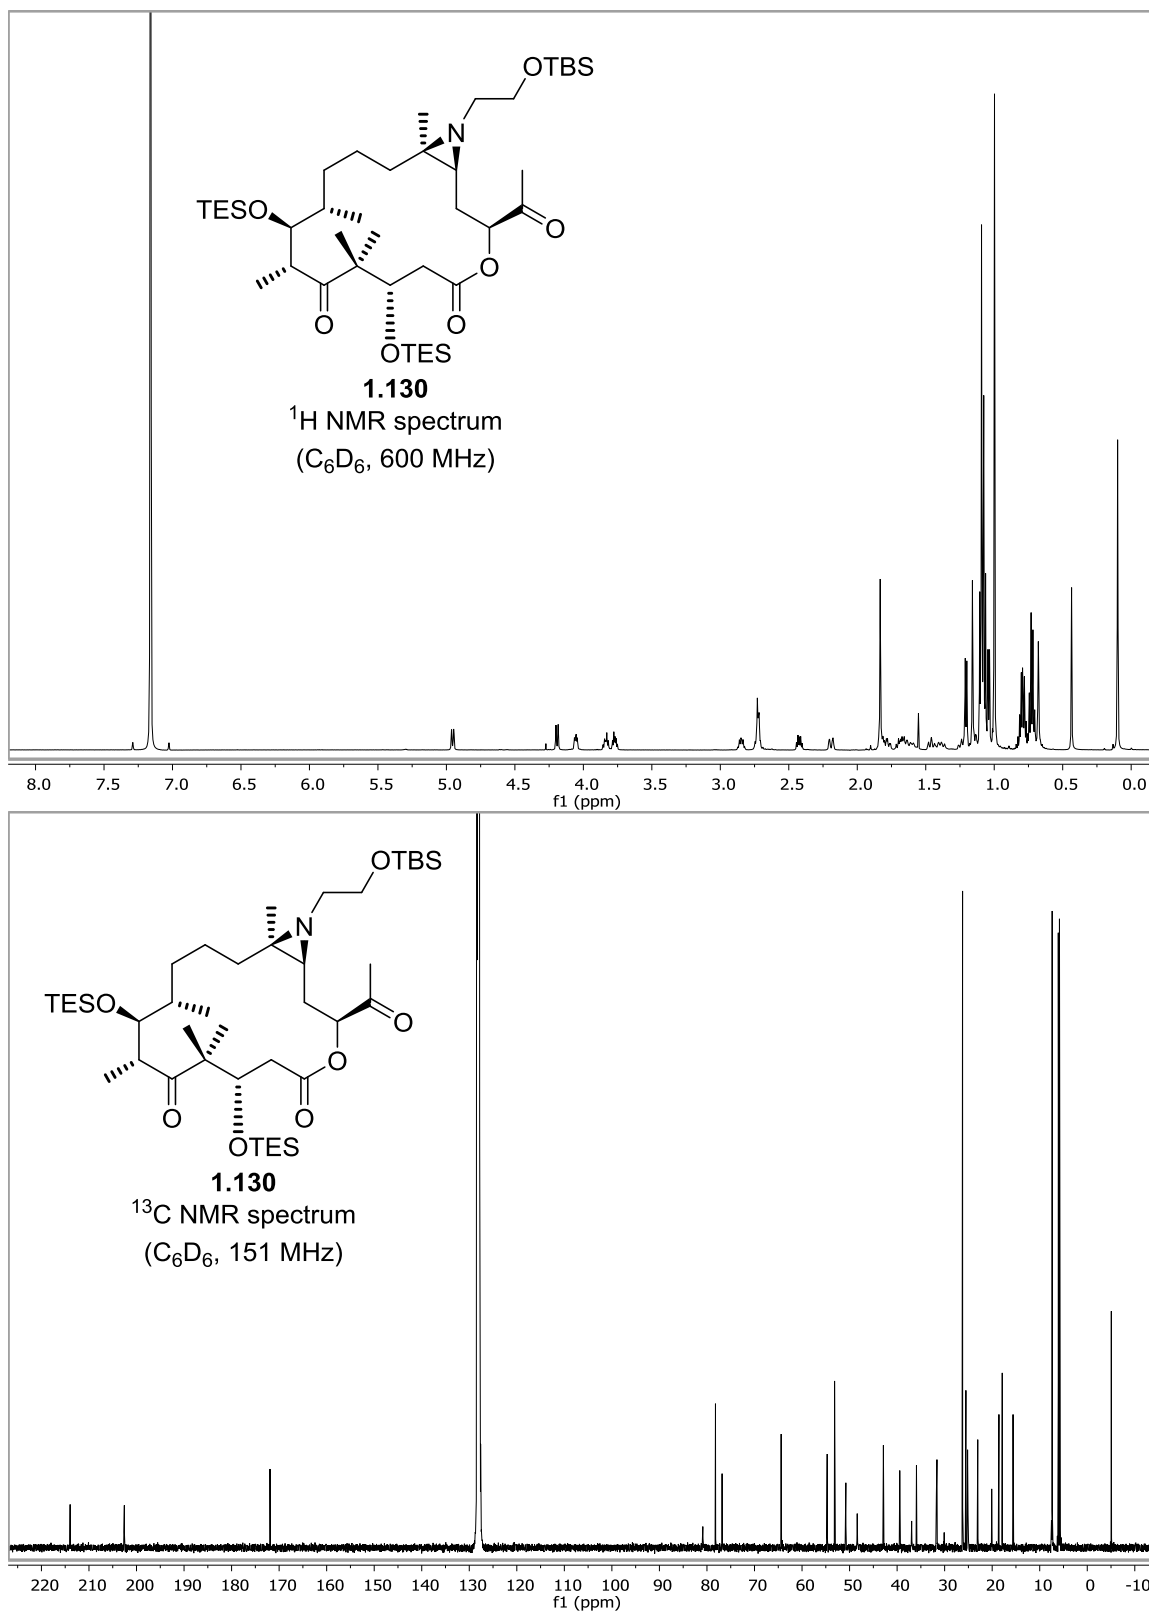 OTBS
N
TESO
O
O
O
O
OTES
1.130
¹H NMR spectrum
(C₆D₆, 600 MHz)
8.0 7.5 7.0 6.5 6.0 5.5 5.0 4.5 4.0 3.5 3.0 2.5 2.0 1.5 1.0 0.5 0.0
f1 (ppm)
OTBS
N
TESO
O
O
O
O
OTES
1.130
¹³C NMR spectrum
(C₆D₆, 151 MHz)
220 210 200 190 180 170 160 150 140 130 120 110 100 90 80 70 60 50 40 30 20 10 0 -10
f1 (ppm)